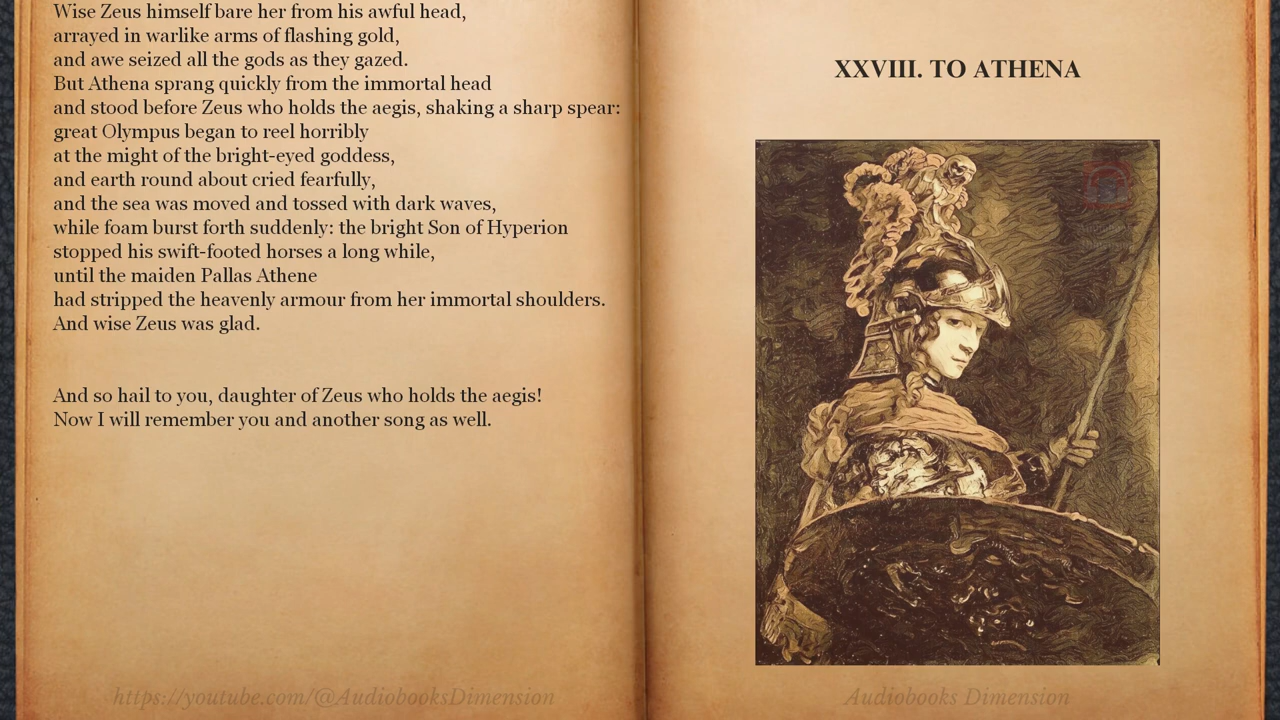 Wise Zeus himself bare her from his awful head,
arrayed in warlike arms of flashing gold,
and awe seized all the gods as they gazed.
But Athena sprang quickly from the immortal head
and stood before Zeus who holds the aegis, shaking a sharp spear:
great Olympus began to reel horribly
at the might of the bright-eyed goddess,
and earth round about cried fearfully,
and the sea was moved and tossed with dark waves,
while foam burst forth suddenly: the bright Son of Hyperion
stopped his swift-footed horses a long while,
until the maiden Pallas Athene
had stripped the heavenly armour from her immortal shoulders.
And wise Zeus was glad.
And so hail to you, daughter of Zeus who holds the aegis!
Now I will remember you and another song as well.
https://youtube.com/@AudiobooksDimension
XXVIII. TO ATHENA
Audiobooks
Dimension
Audiobooks Dimension